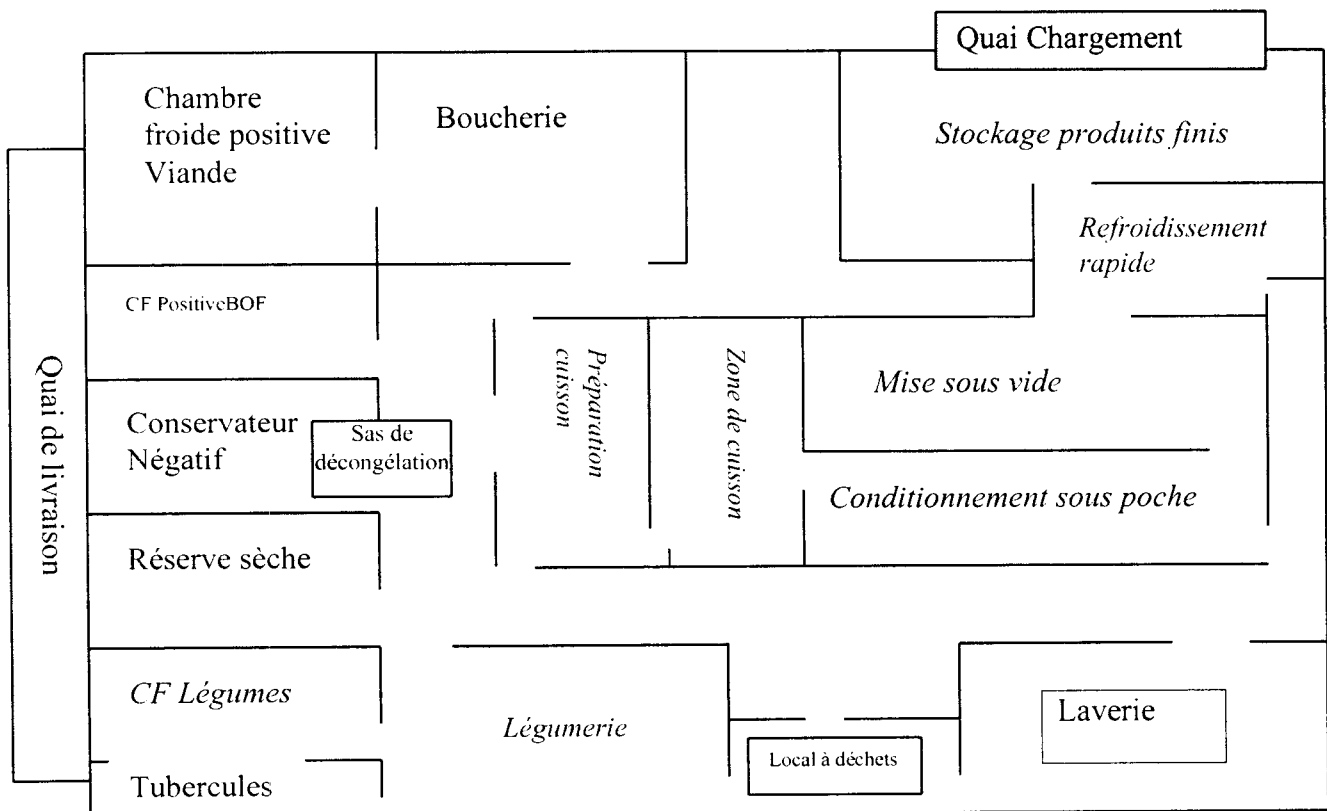 Quai Chargement
Chambre
froide positive
Viande
Boucherie
Stockage produits finis
Refroidissement
rapide
CF PositiveBOF
Quai de livraison
Préparation
cuisson
Zone de cuisson
Mise sous vide
Conservateur
Négatif
Sas de
décongélation
Conditionnement sous poche
Réserve sèche
CF Légumes
Légumerie
Laverie
Local à déchets
Tubercules